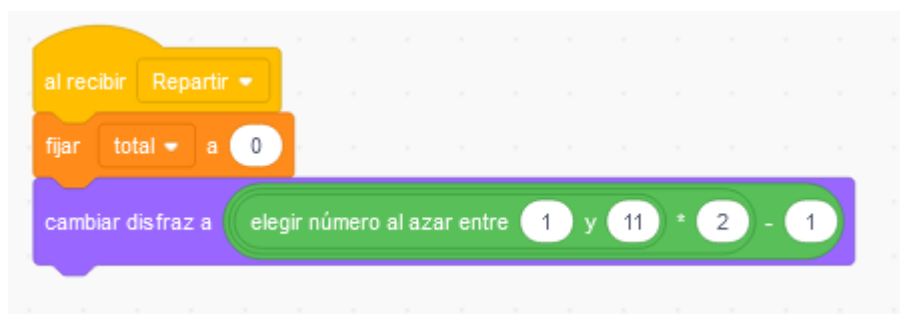 al recibir Repartir
fijar total a 0
cambiar disfraz a elegir número al azar entre 1 y 11 * 2 - 1